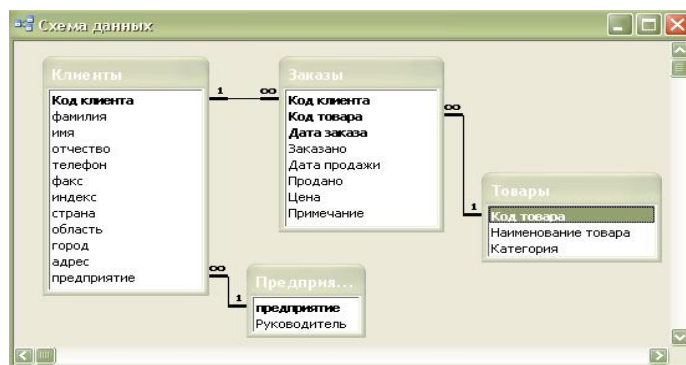 Схема данных
Клиенты
Код клиента
фамилия
имя
отчество
телефон
факс
индекс
страна
область
город
адрес
предприятие
1
∞
Заказы
Код клиента
Код товара
Дата заказа
Заказано
Дата продажи
Продано
Цена
Примечание
∞
1
Товары
Код товара
Наименование товара
Категория
∞
1
Предприя...
предприятие
Руководитель